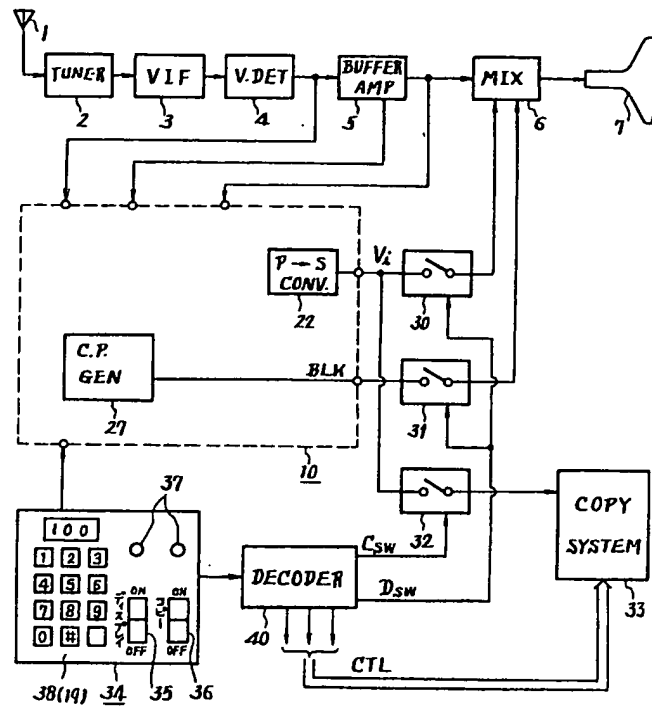 1
TUNER
2
VIF
3
V.DET
4
BUFFER
AMP
5
MIX
6
7
P→S
CONV.
22
Vi
30
C.P.
GEN
27
BLK
31
10
32
COPY
SYSTEM
33
100
37
1 2 3
4 5 6
7 8 9
0 #
ON
ON
OFF
OFF
38(19)
34
35
36
DECODER
40
CSW
DSW
CTL